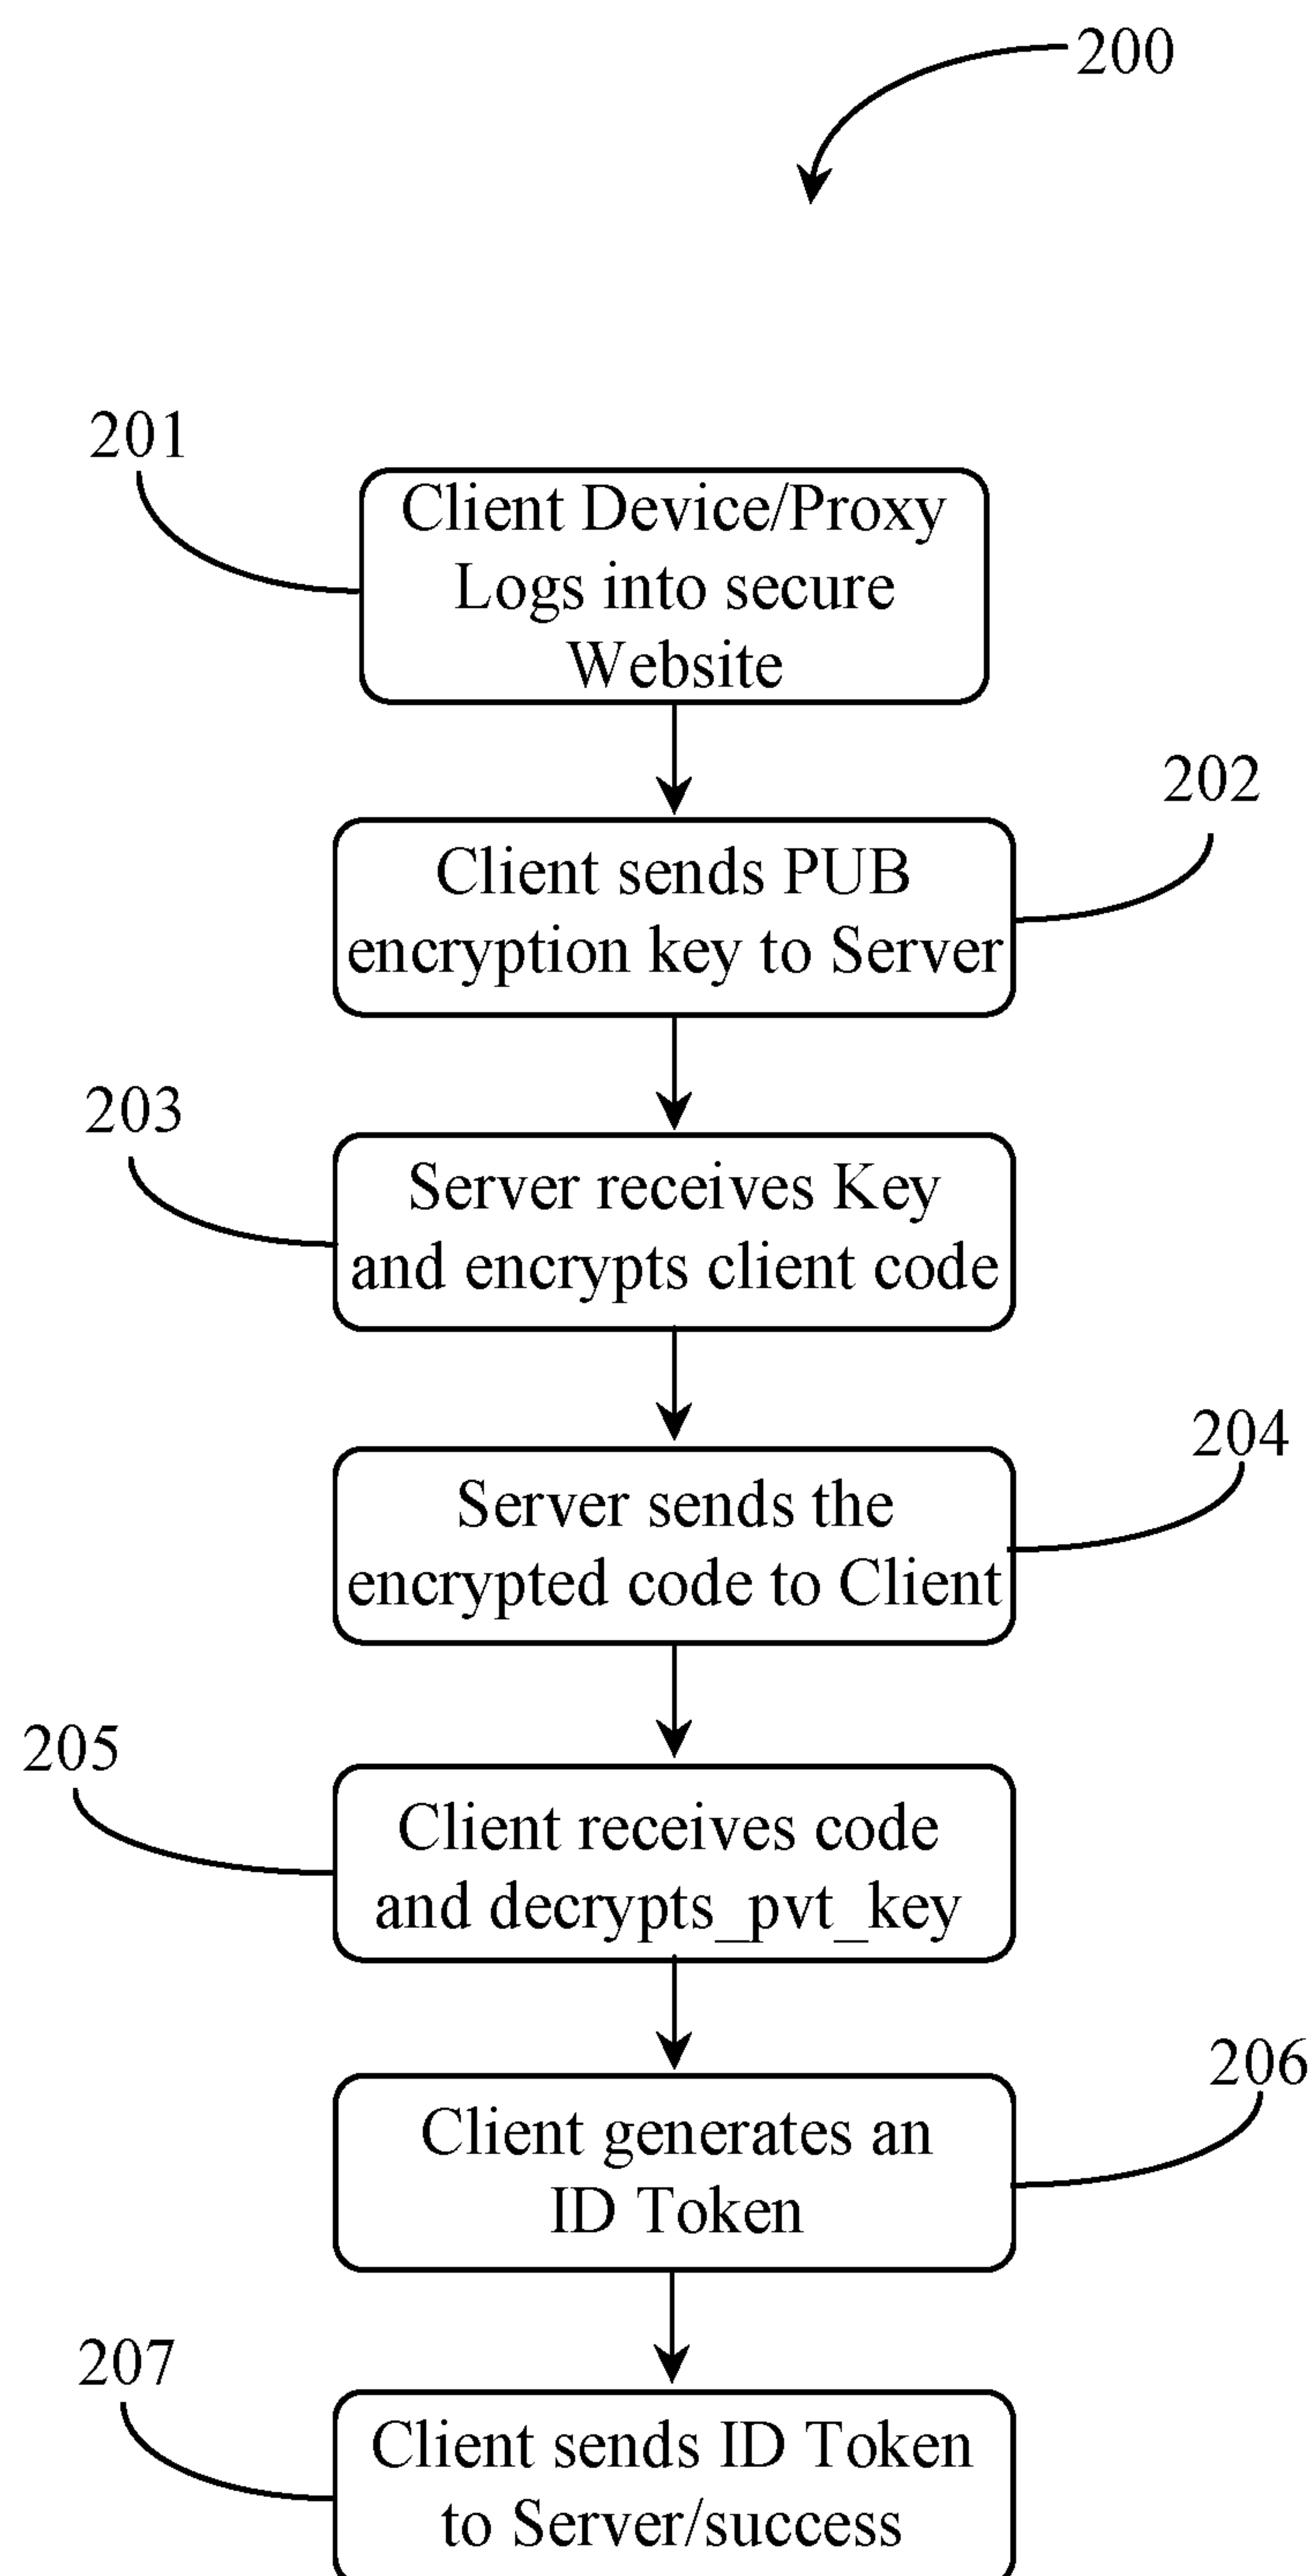 200
201
Client Device/Proxy
Logs into secure
Website
202
Client sends PUB
encryption key to Server
203
Server receives Key
and encrypts client code
204
Server sends the
encrypted code to Client
205
Client receives code
and decrypts_pvt_key
206
Client generates an
ID Token
207
Client sends ID Token
to Server/success